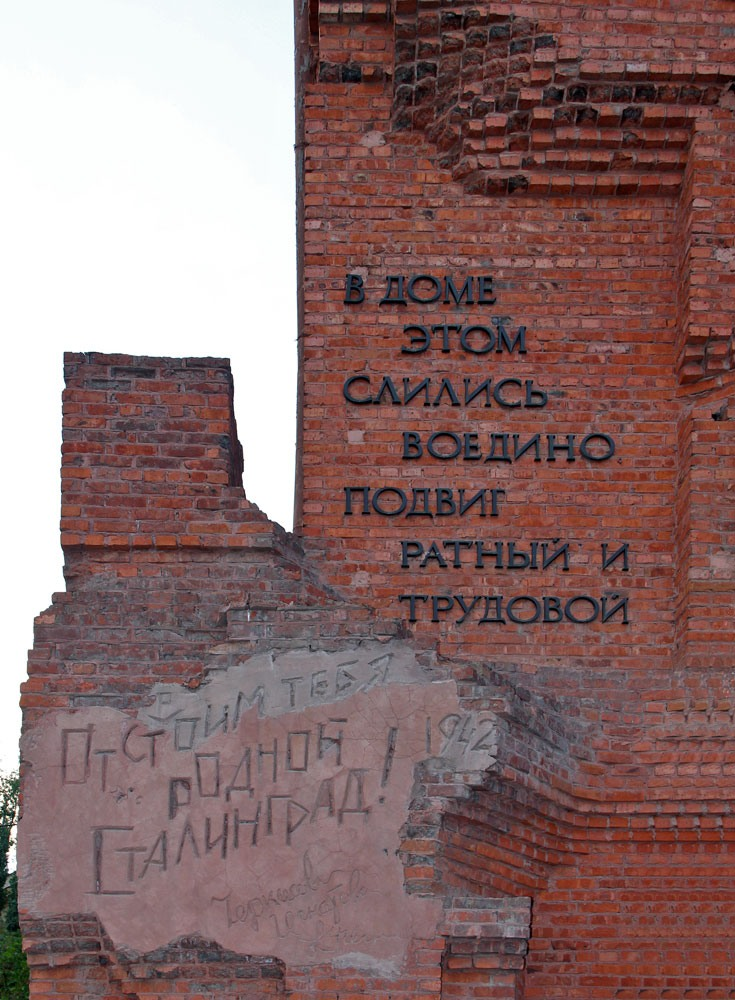 В ДОМЕ
ЭТОМ
СЛИЛИСЬ
ВОЕДИНО
ПОДВИГ
РАТНЫЙ И
ТРУДОВОЙ
ОТСТРОИМ ТЕБЯ
РОДНОЙ
СТАЛИНГРАД!
1942